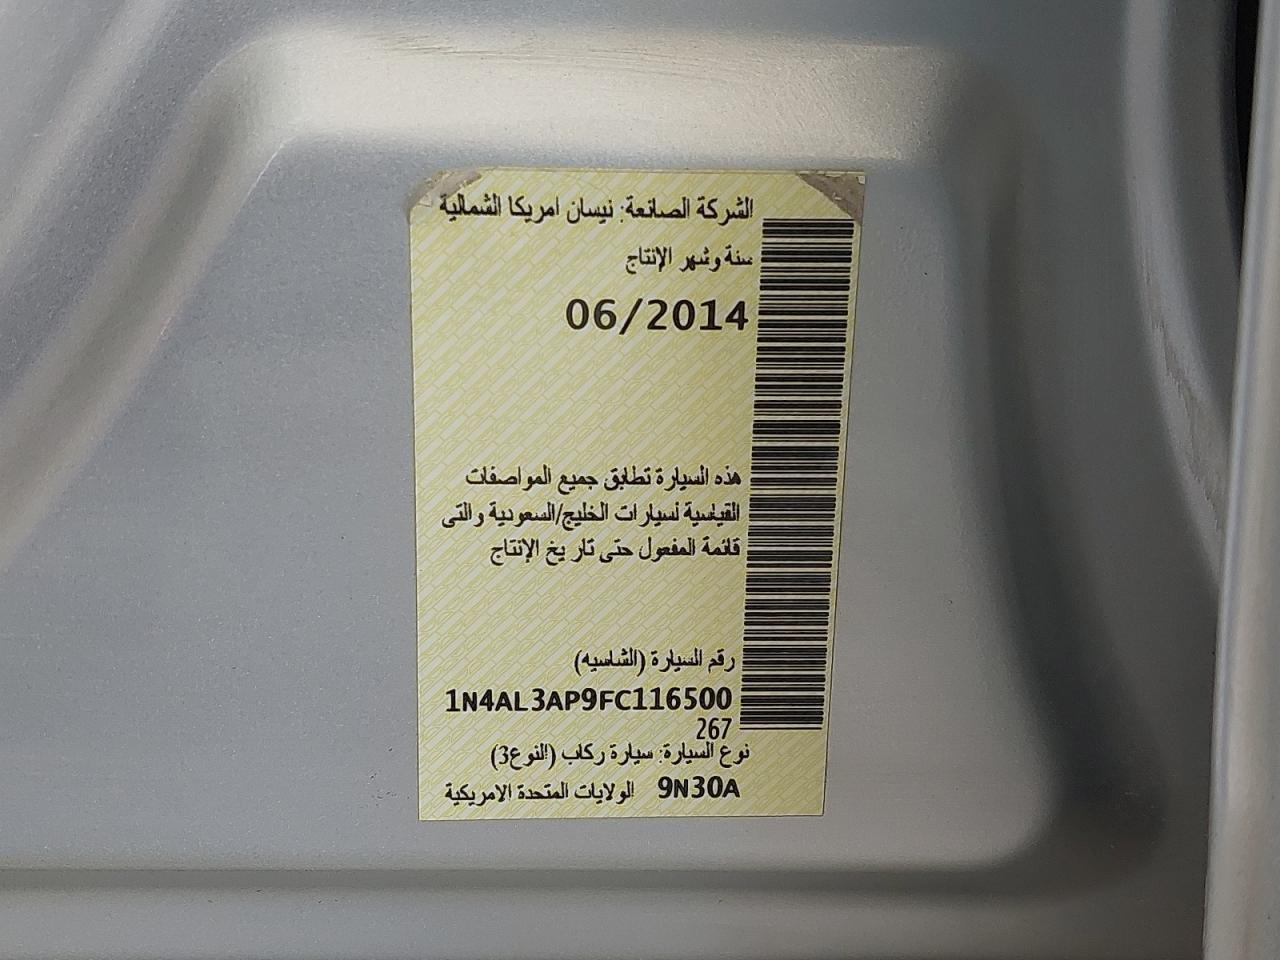 الشركة الصانعة: نيسان امريكا الشمالية
سنة وشهر الإنتاج
06/2014
هذه السيارة تطابق جميع المواصفات
القياسية لسيارات الخليج/السعودية والتى
قائمة المفعول حتى تاريخ الإنتاج
رقم السيارة (الشاسيه)
1N4AL3AP9FC116500
267
نوع السيارة: سيارة ركاب (النوع3)
9N30A الولايات المتحدة الامريكية